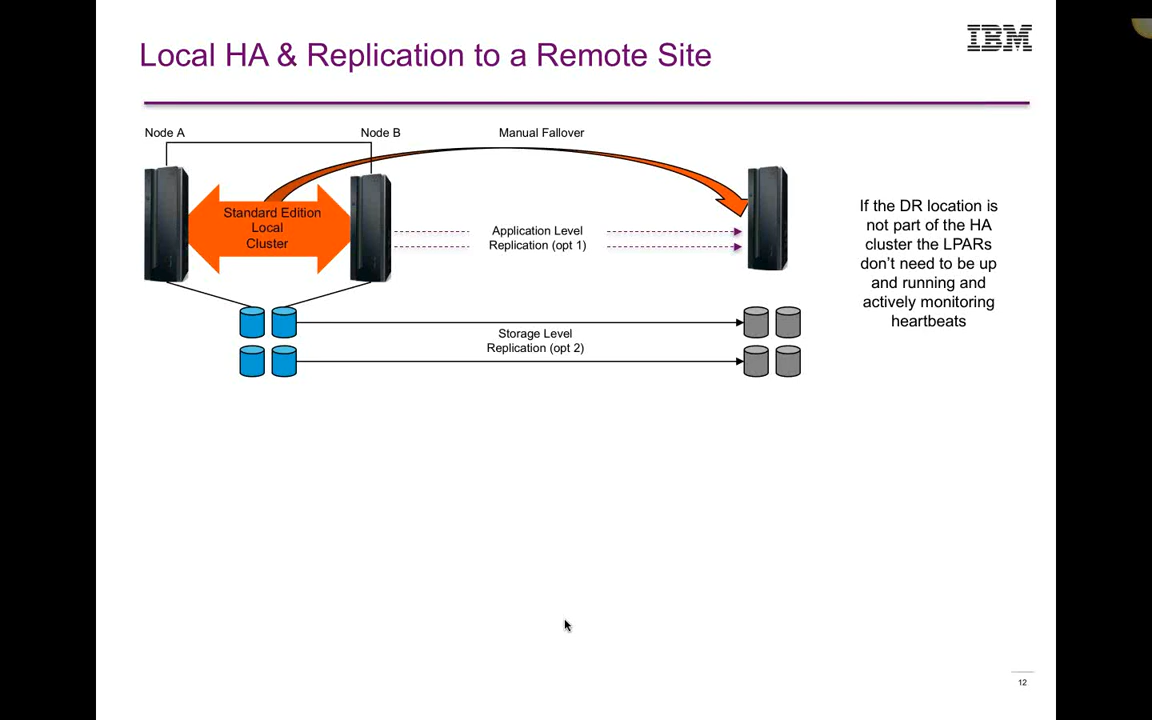 Local HA & Replication to a Remote Site
IBM
Node A
Node B
Manual Fallover
Standard Edition
Local
Cluster
Application Level
Replication (opt 1)
Storage Level
Replication (opt 2)
If the DR location is
not part of the HA
cluster the LPARs
don't need to be up
and running and
actively monitoring
heartbeats
12